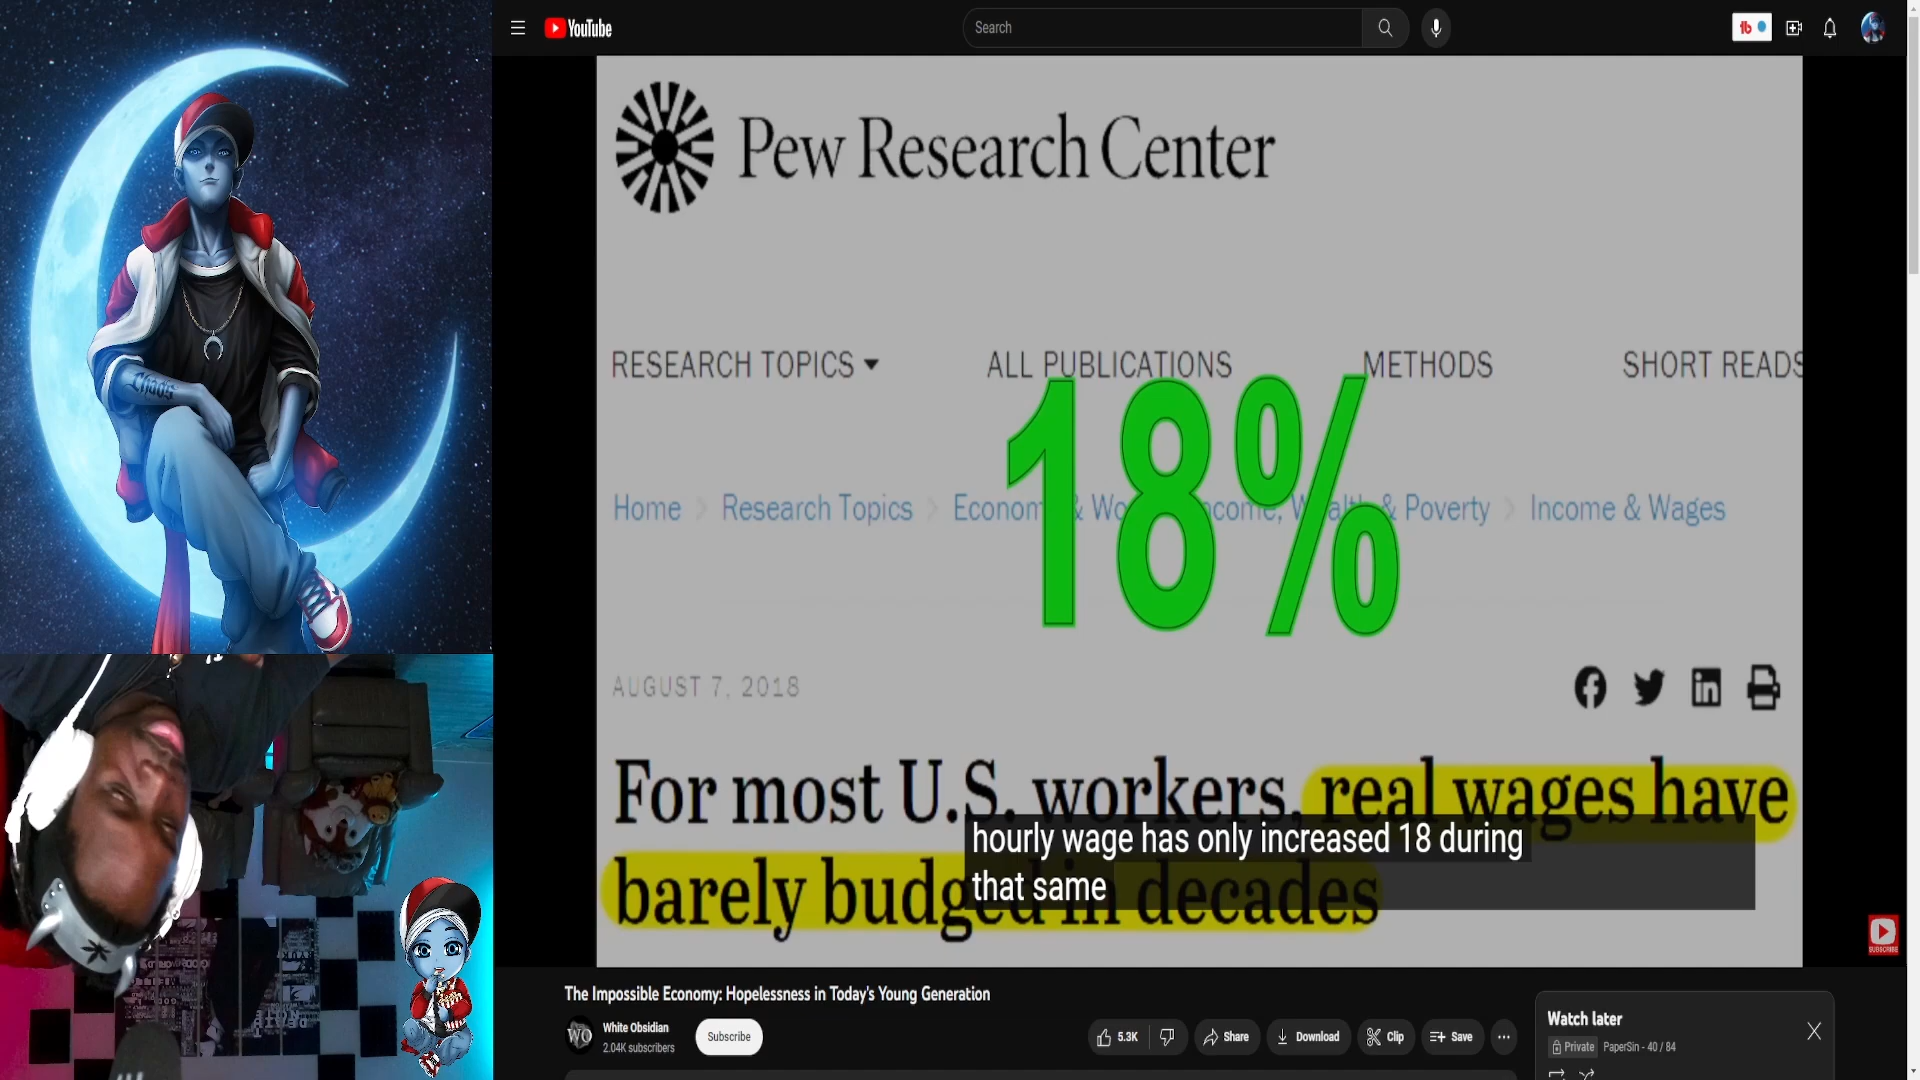 YouTube
Search
Pew Research Center
RESEARCH TOPICS
ALL PUBLICATIONS
METHODS
SHORT READS
18%
Home
Research Topics
& Poverty
Income & Wages
AUGUST 7, 2018
For most U.S. workers, real wages have
barely budged in decades
hourly wage has only increased 18 during
that same
Chaos
SUBSCRIBE
The Impossible Economy: Hopelessness in Today's Young Generation
WO
White Obsidian
2.04K subscribers
Subscribe
5.3K
Share
Download
Clip
Save
Watch later
Private
PaperSin - 40 / 84